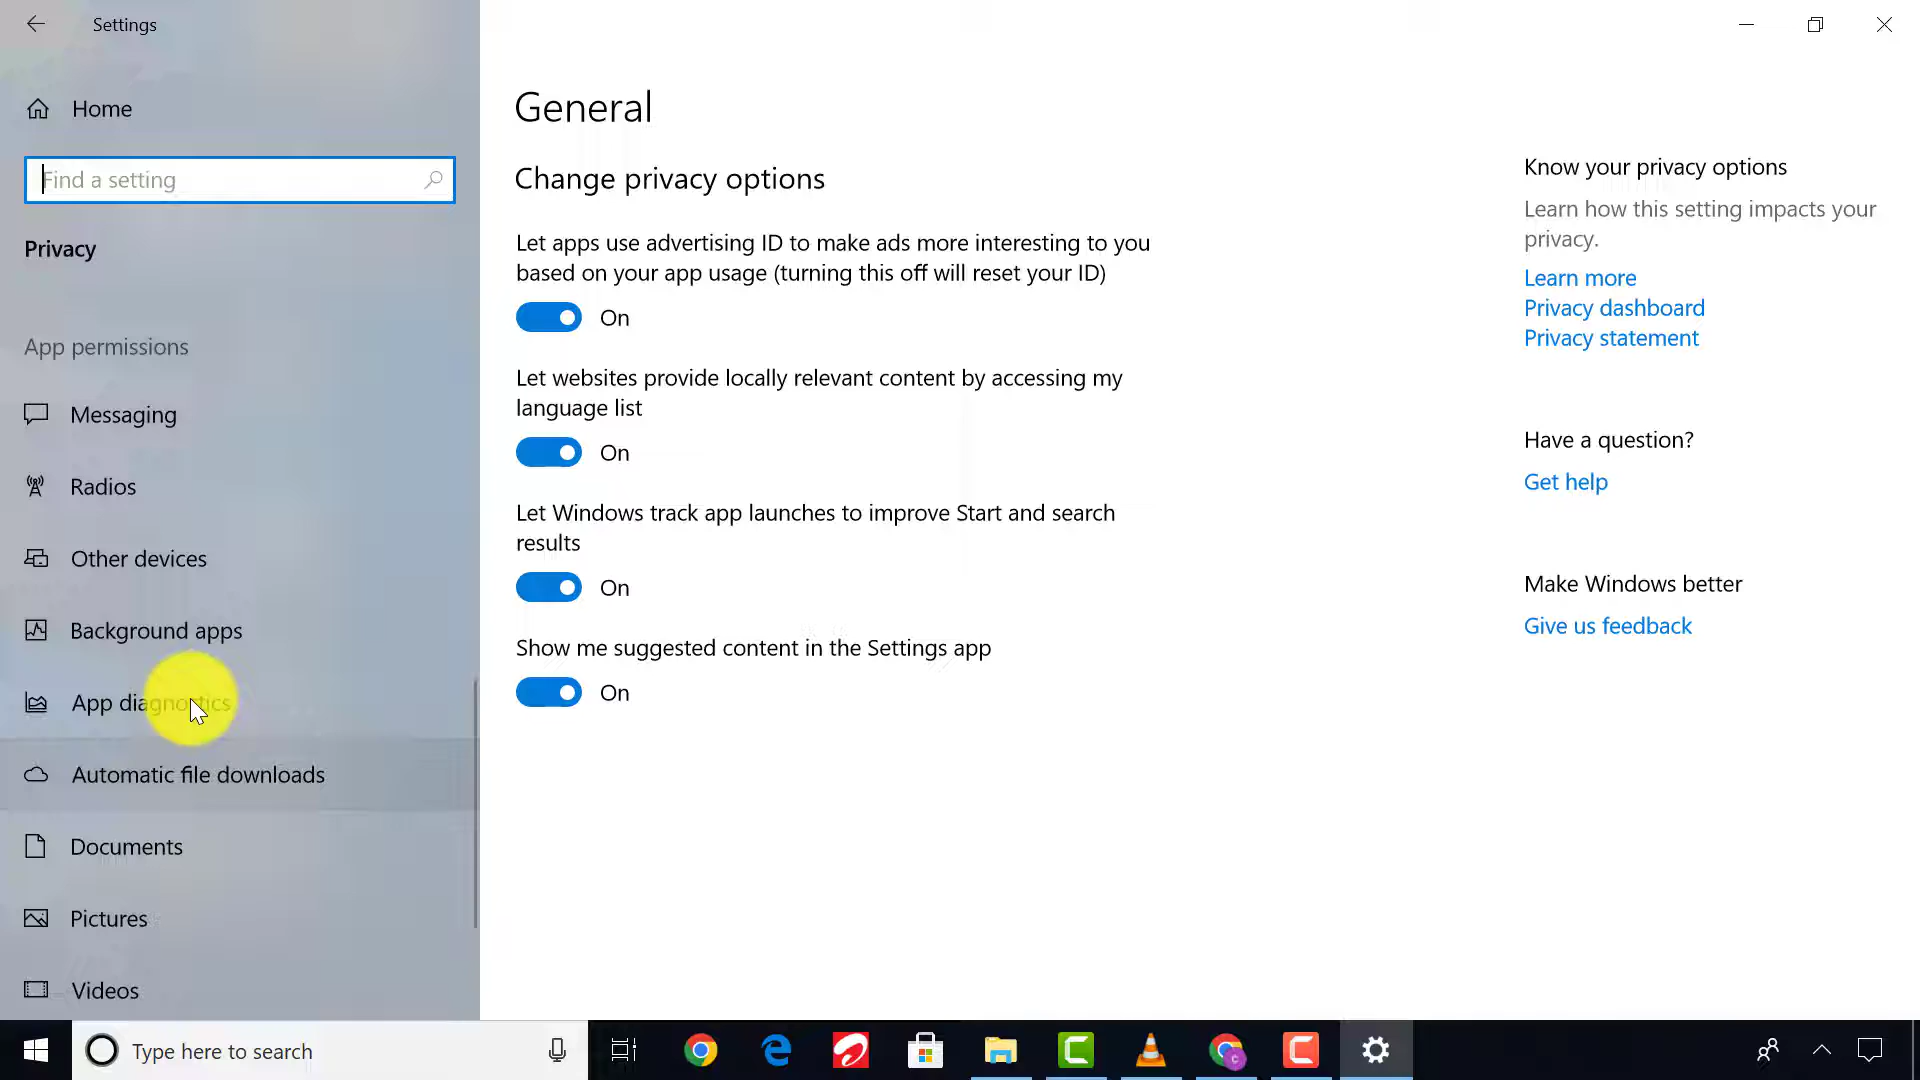 Settings
Home
Find a setting
Privacy
App permissions
Messaging
Radios
Other devices
Background apps
App diagnostics
Automatic file downloads
Documents
Pictures
Videos
General
Change privacy options
Let apps use advertising ID to make ads more interesting to you
based on your app usage (turning this off will reset your ID)
On
Let websites provide locally relevant content by accessing my
language list
On
Let Windows track app launches to improve Start and search
results
On
Show me suggested content in the Settings app
On
Know your privacy options
Learn how this setting impacts your
privacy.
Learn more
Privacy dashboard
Privacy statement
Have a question?
Get help
Make Windows better
Give us feedback
Type here to search